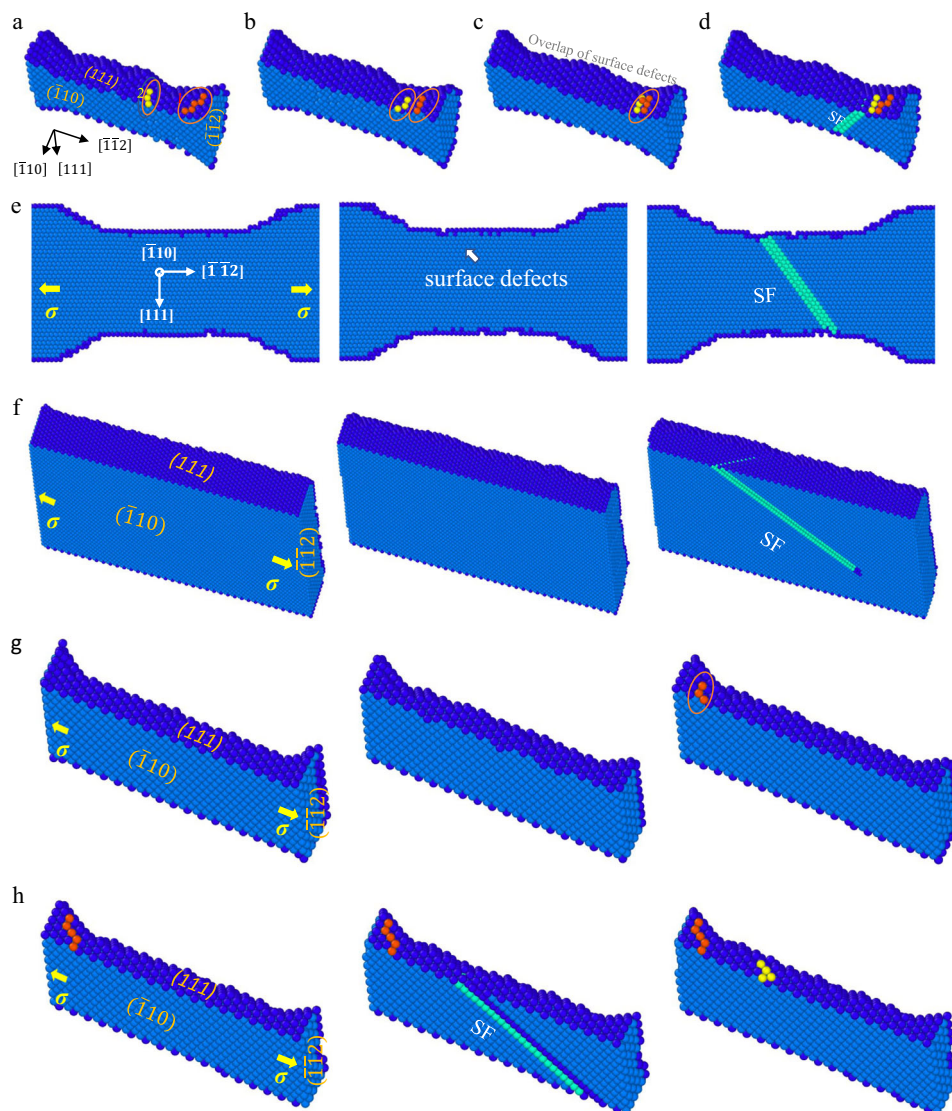 a
b
c
d
(111)
2
(1̅10)
(11̅2)
[1̅1̅2]
[1̅10]
[111]
Overlap of surface defects
SF
e
[1̅10]
[1̅ 1̅2]
[111]
σ
σ
surface defects
SF
f
(111)
(1̅10)
σ
σ
(1̅1̅2)
SF
g
(111)
(1̅10)
σ
σ
(1̅1̅2)
h
(111)
(1̅10)
σ
σ
(1̅1̅2)
SF